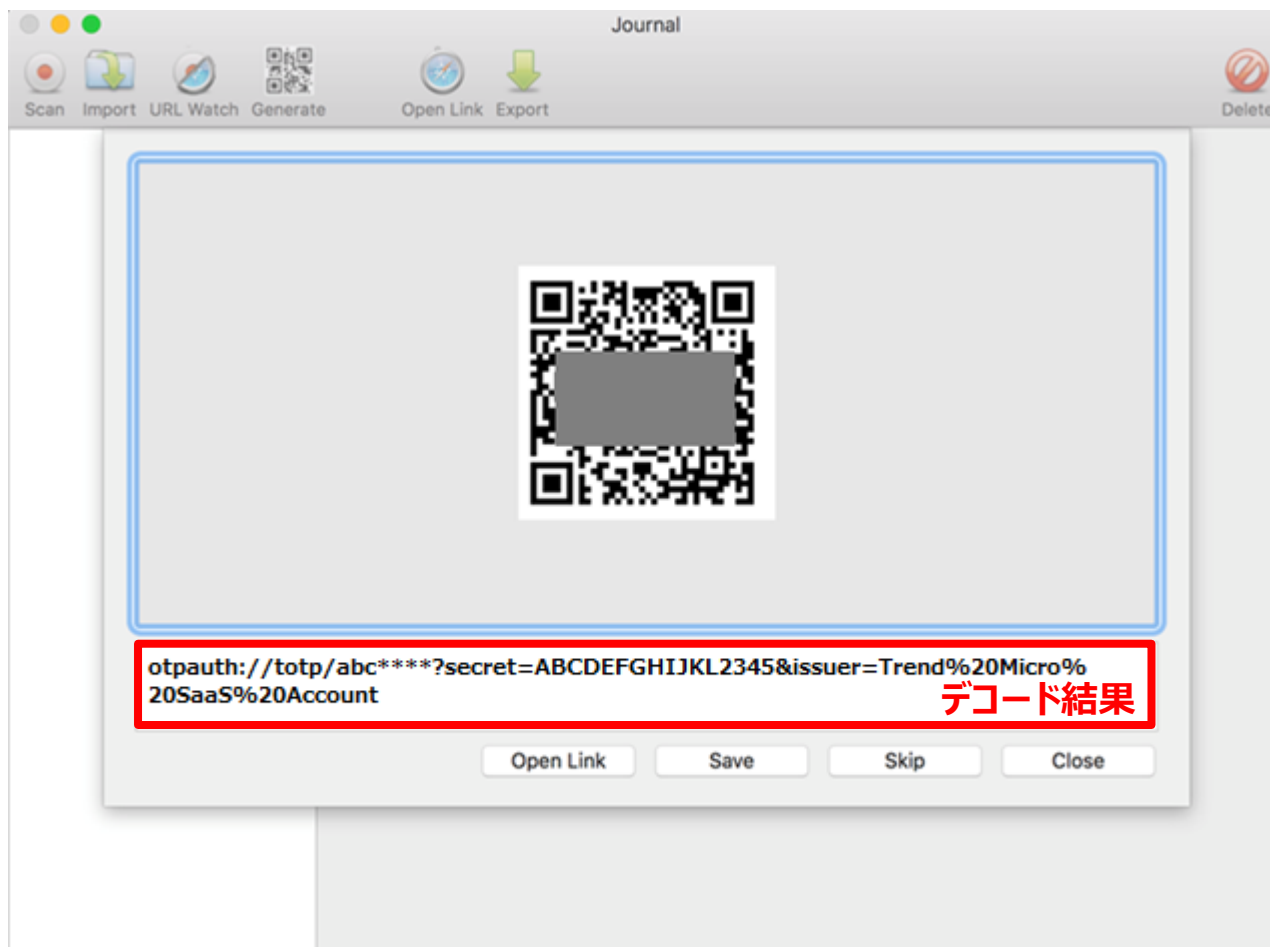 Journal
Scan Import URL Watch Generate Open Link Export Delete
otpauth://totp/abc****?secret=ABCDEFGHIJKL2345&issuer=Trend%20Micro%
20SaaS%20Account
デコード結果
Open Link Save Skip Close